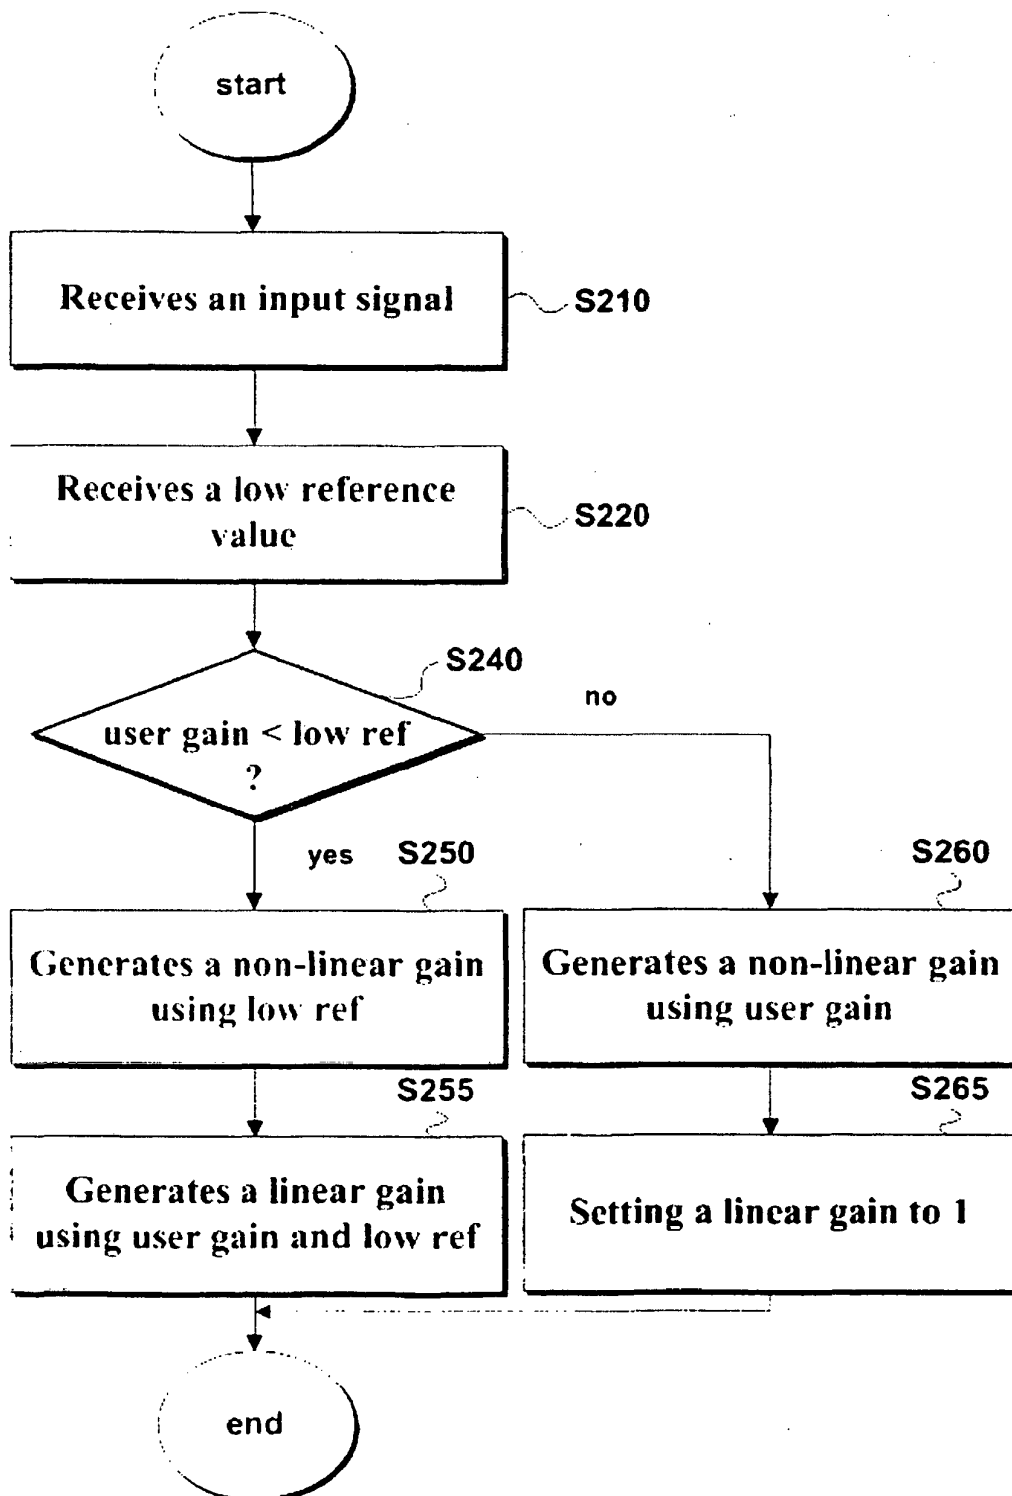 start
Receives an input signal
S210
Receives a low reference
value
S220
S240
no
user gain < low ref
?
yes
S250
S260
Generates a non-linear gain
using low ref
Generates a non-linear gain
using user gain
S255
S265
Generates a linear gain
using user gain and low ref
Setting a linear gain to 1
end